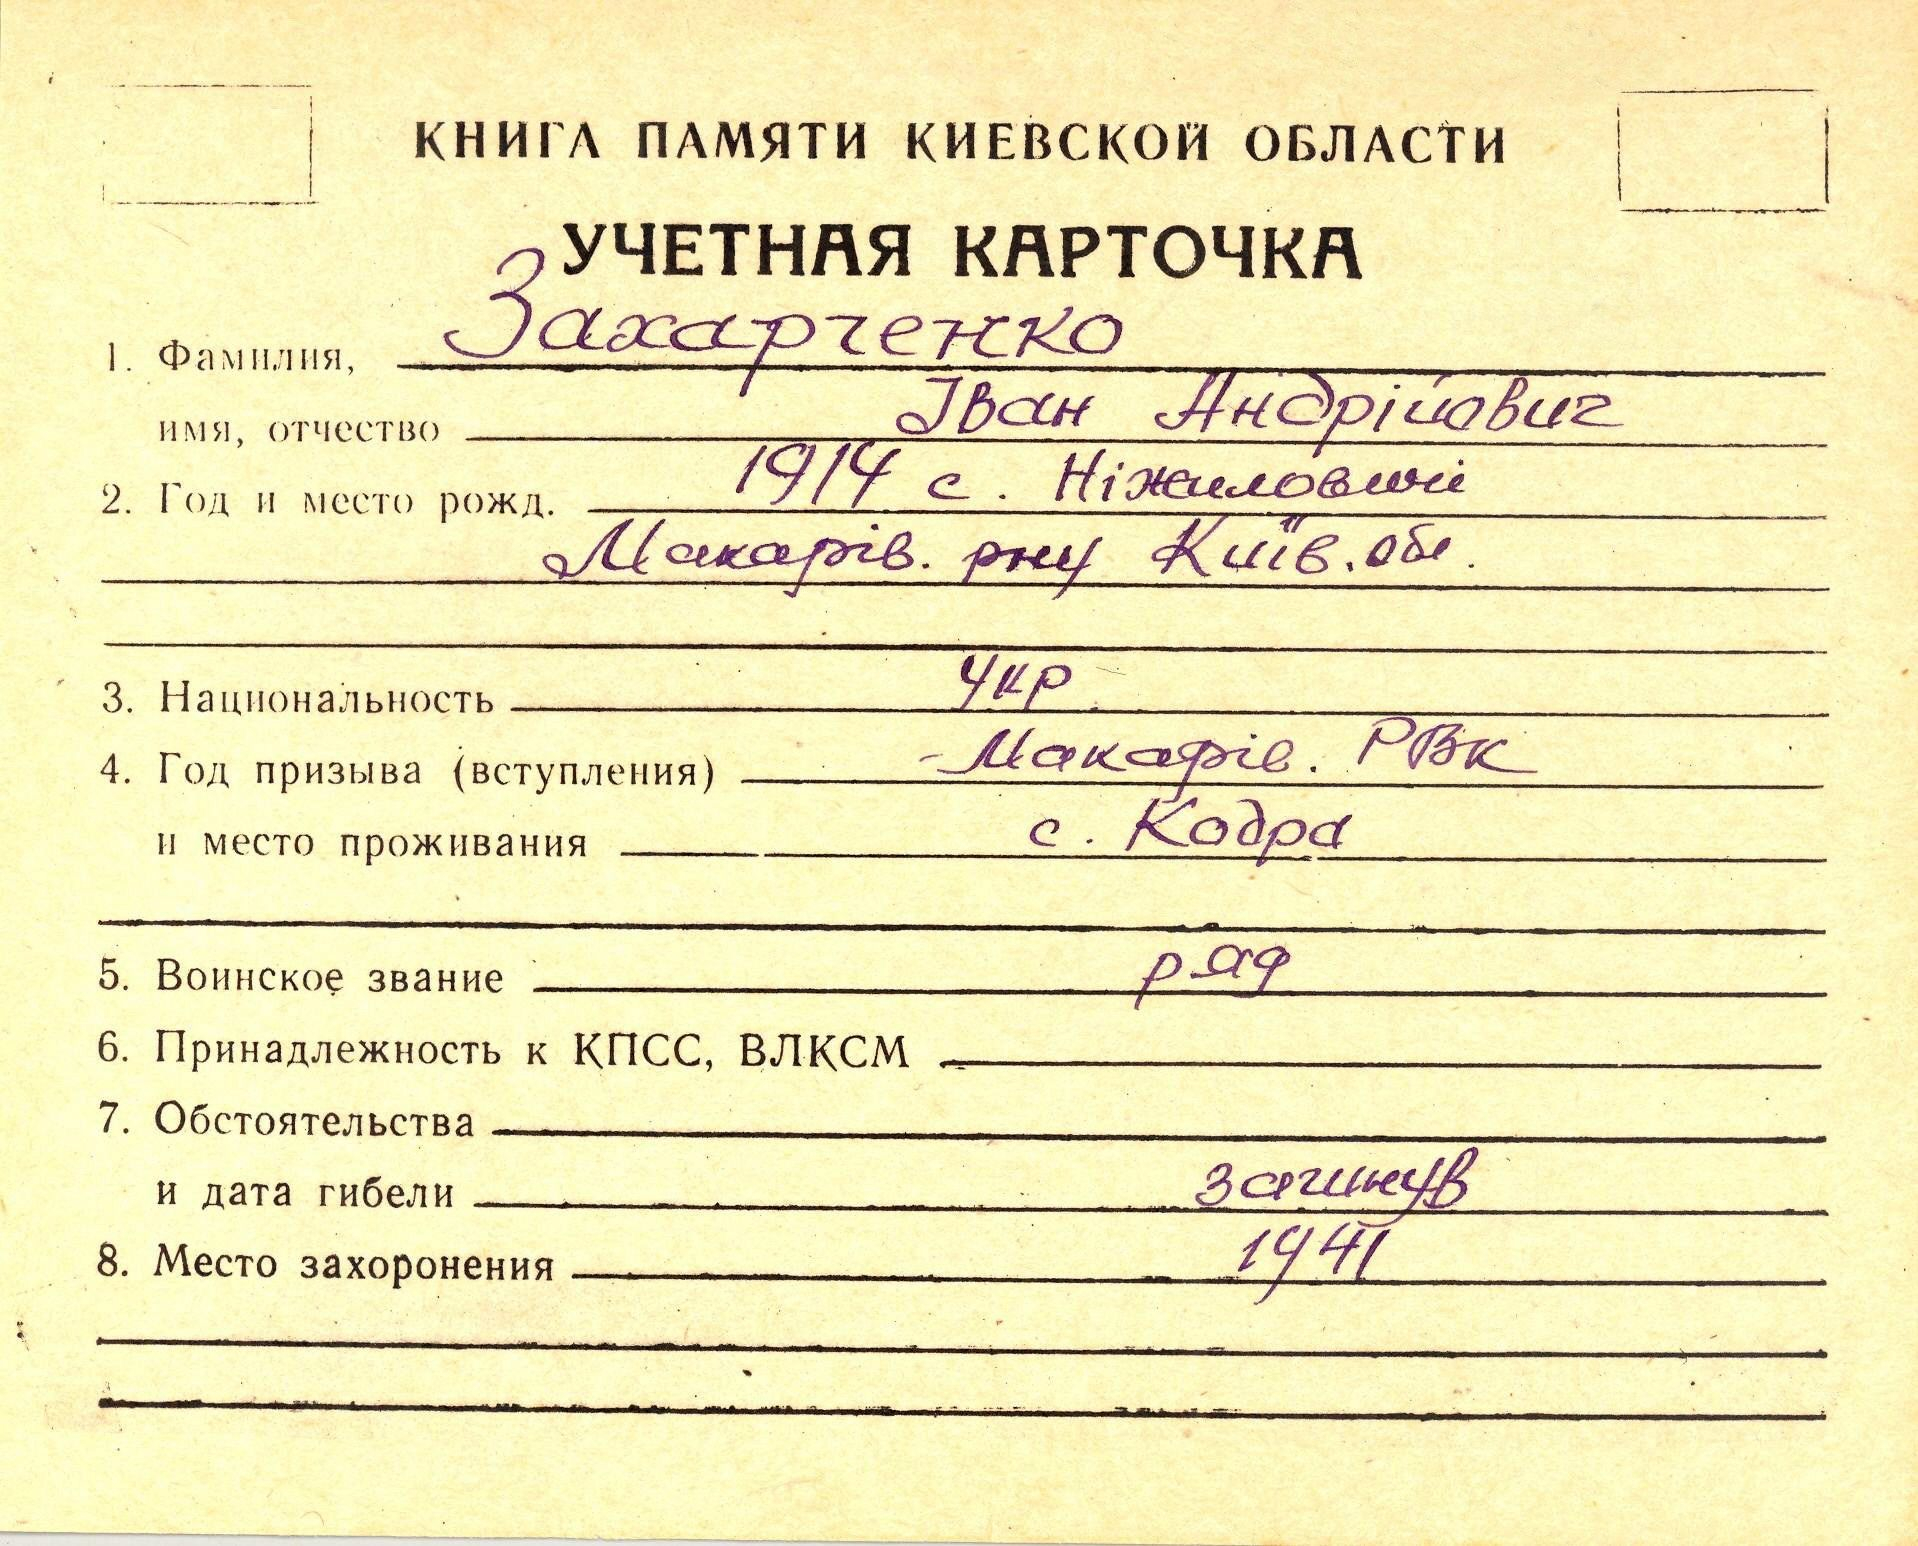 КНИГА ПАМЯТИ КИЕВСКОЙ ОБЛАСТИ
УЧЕТНАЯ КАРТОЧКА
1. Фамилия, Захарченко
имя, отчество Іван Андрійович
2. Год и место рожд. 1914 с. Ніжиловичі
Макарів. р-ну Київ. обл.
3. Национальность укр.
4. Год призыва (вступления) Макарів. РВК
и место проживания с. Кодра
5. Воинское звание ряд
6. Принадлежность к КПСС, ВЛКСМ
7. Обстоятельства
и дата гибели загинув
8. Место захоронения 1941